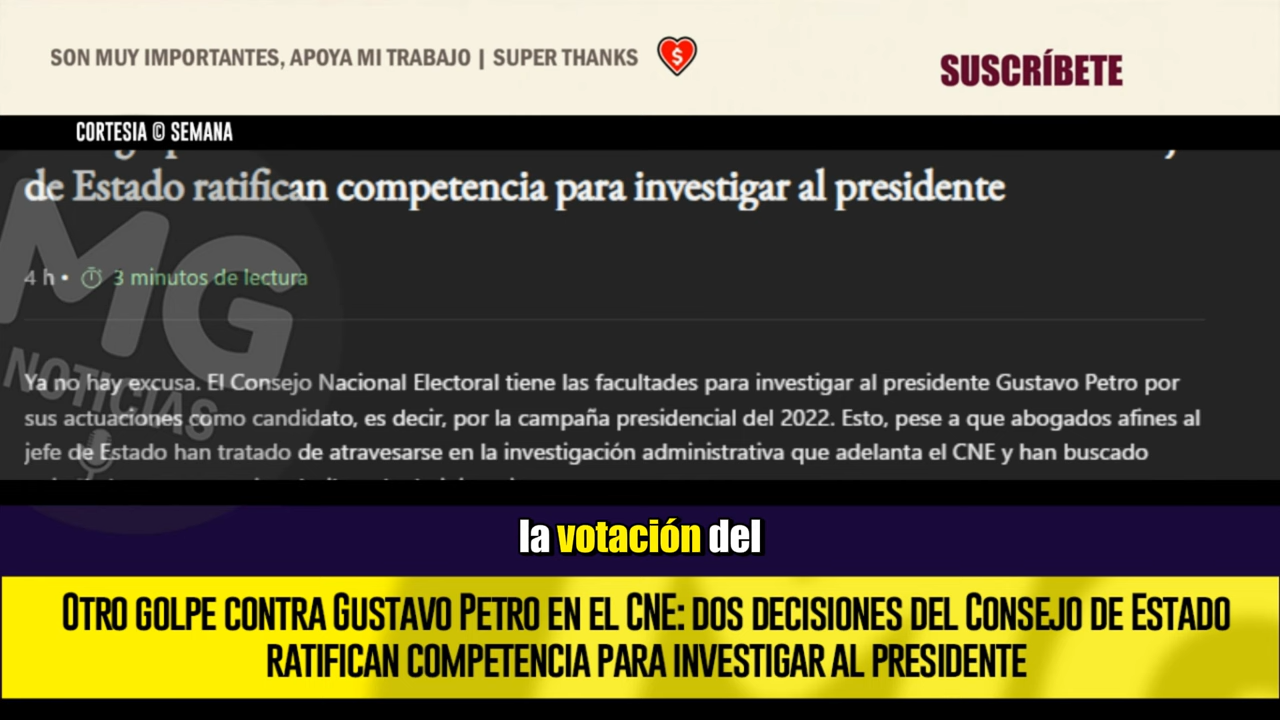 SON MUY IMPORTANTES, APOYA MI TRABAJO | SUPER THANKS
SUSCRÍBETE
CORTESIA © SEMANA
de Estado ratifican competencia para investigar al presidente
4 h • 3 minutos de lectura
MG
NOTICIAS
Ya no hay excusa. El Consejo Nacional Electoral tiene las facultades para investigar al presidente Gustavo Petro por
sus actuaciones como candidato, es decir, por la campaña presidencial del 2022. Esto, pese a que abogados afines al
jefe de Estado han tratado de atravesarse en la investigación administrativa que adelanta el CNE y han buscado
la votación del
OTRO GOLPE CONTRA GUSTAVO PETRO EN EL CNE: DOS DECISIONES DEL CONSEJO DE ESTADO
RATIFICAN COMPETENCIA PARA INVESTIGAR AL PRESIDENTE